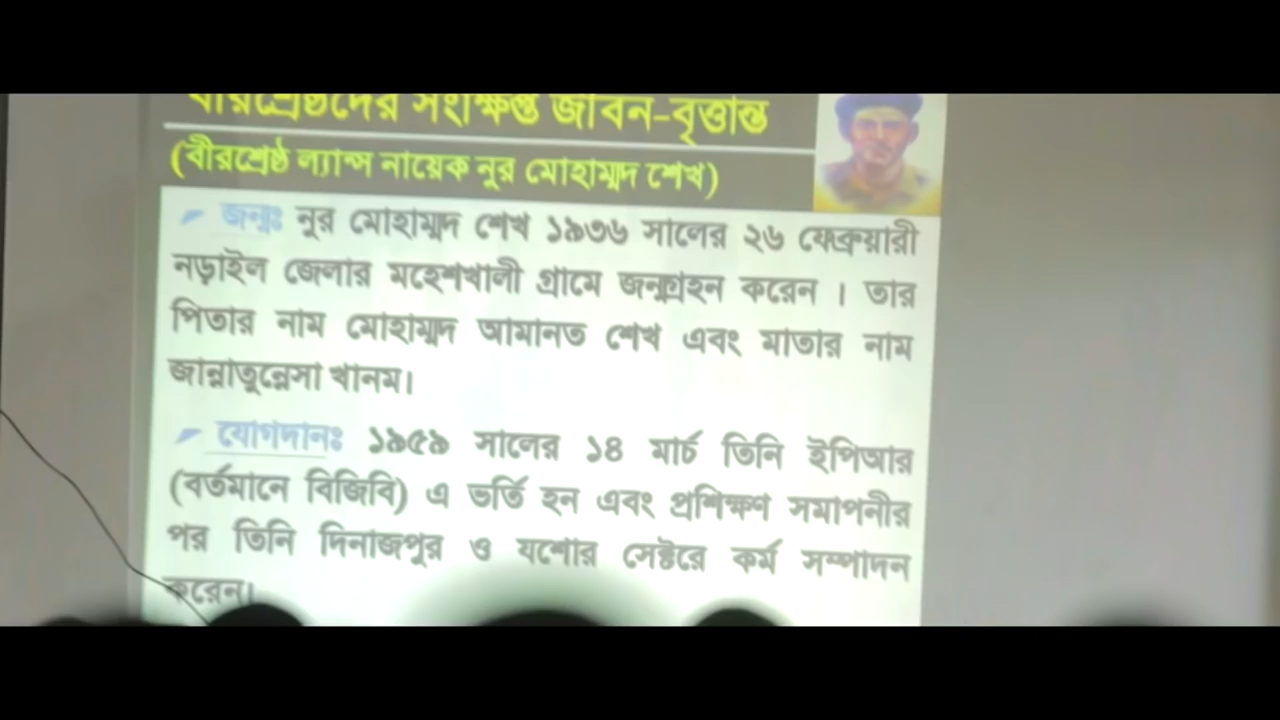 বীরশ্রেষ্ঠদের সংক্ষিপ্ত জীবন-বৃত্তান্ত
(বীরশ্রেষ্ঠ ল্যান্স নায়েক নুর মোহাম্মদ শেখ)
জন্মঃ নুর মোহাম্মদ শেখ ১৯৩৬ সালের ২৬ ফেব্রুয়ারী
নড়াইল জেলার মহেশখালী গ্রামে জন্মগ্রহন করেন । তার
পিতার নাম মোহাম্মদ আমানত শেখ এবং মাতার নাম
জান্নাতুন্নেসা খানম।
যোগদানঃ ১৯৫৯ সালের ১৪ মার্চ তিনি ইপিআর
(বর্তমানে বিজিবি) এ ভর্তি হন এবং প্রশিক্ষণ সমাপনীর
পর তিনি দিনাজপুর ও যশোর সেক্টরে কর্ম সম্পাদন
করেন।